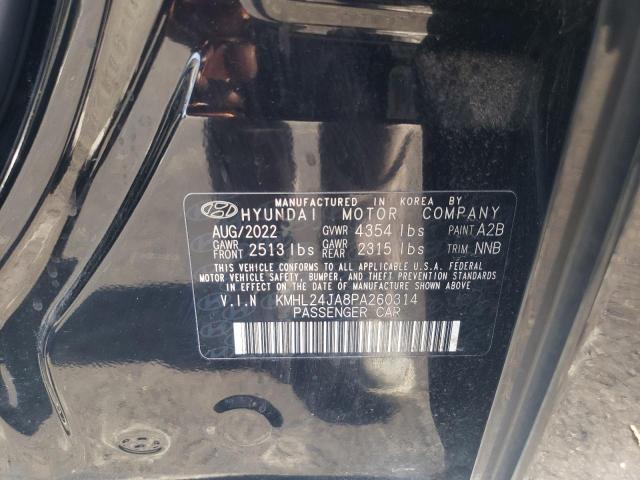 MANUFACTURED IN KOREA BY
HYUNDAI MOTOR COMPANY
AUG/2022 GVWR 4354 lbs PAINT A2B
GAWR FRONT 2513 lbs GAWR REAR 2315 lbs TRIM NNB
THIS VEHICLE CONFORMS TO ALL APPLICABLE U.S.A. FEDERAL
MOTOR VEHICLE SAFETY, BUMPER, AND THEFT PREVENTION STANDARDS
IN EFFECT ON THE DATE OF MANUFACTURE SHOWN ABOVE.
V.I.N KMHL24JA8PA260314
PASSENGER CAR